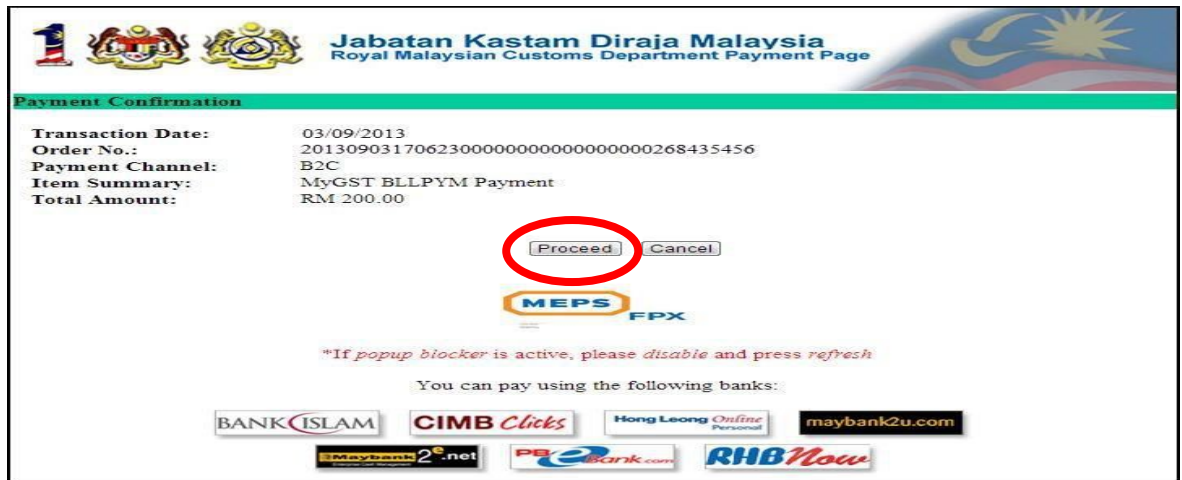 1
Jabatan Kastam Diraja Malaysia
Royal Malaysian Customs Department Payment Page
Payment Confirmation
Transaction Date: 03/09/2013
Order No.: 2013090317062300000000000000000268435456
Payment Channel: B2C
Item Summary: MyGST BLLPYM Payment
Total Amount: RM 200.00
Proceed Cancel
MEPS
FPX
*If popup blocker is active, please disable and press refresh
You can pay using the following banks:
BANK ISLAM CIMB Clicks Hong Leong Online Personal maybank2u.com
Maybank2e.net PBeBank.com RHB Now